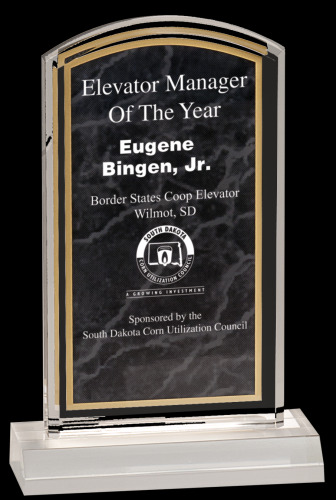 Elevator Manager
Of The Year
Eugene
Bingen, Jr.
Border States Coop Elevator
Wilmot, SD
SOUTH DAKOTA
CORN UTILIZATION COUNCIL
A GROWING INVESTMENT
Sponsored by the
South Dakota Corn Utilization Council